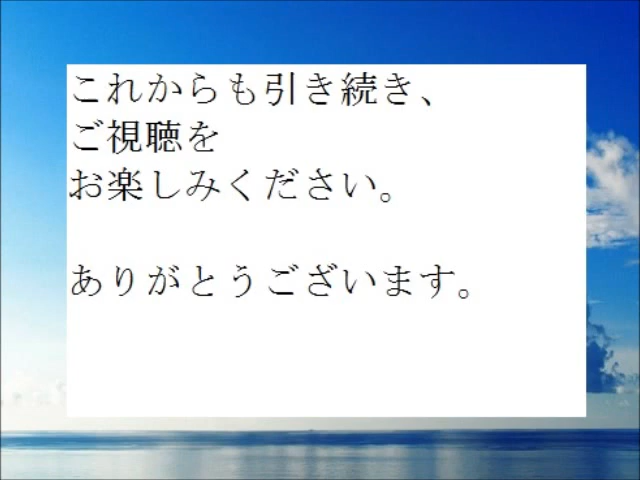 これからも引き続き、
ご視聴を
お楽しみください。
ありがとうございます。